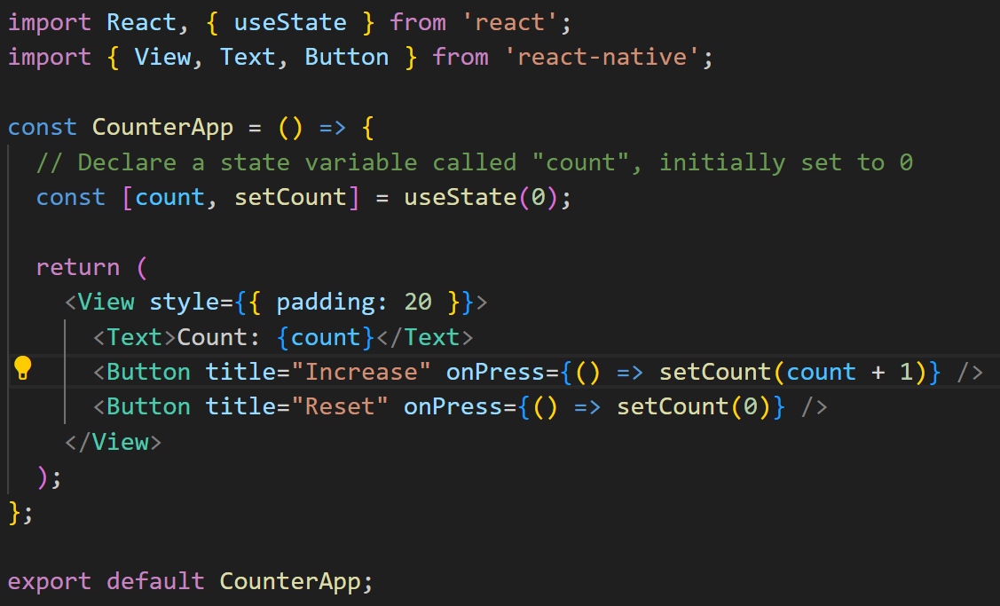 import React, { useState } from 'react';
import { View, Text, Button } from 'react-native';

const CounterApp = () => {
  // Declare a state variable called "count", initially set to 0
  const [count, setCount] = useState(0);

  return (
    <View style={{ padding: 20 }}>
      <Text>Count: {count}</Text>
      <Button title="Increase" onPress={() => setCount(count + 1)} />
      <Button title="Reset" onPress={() => setCount(0)} />
    </View>
  );
};

export default CounterApp;